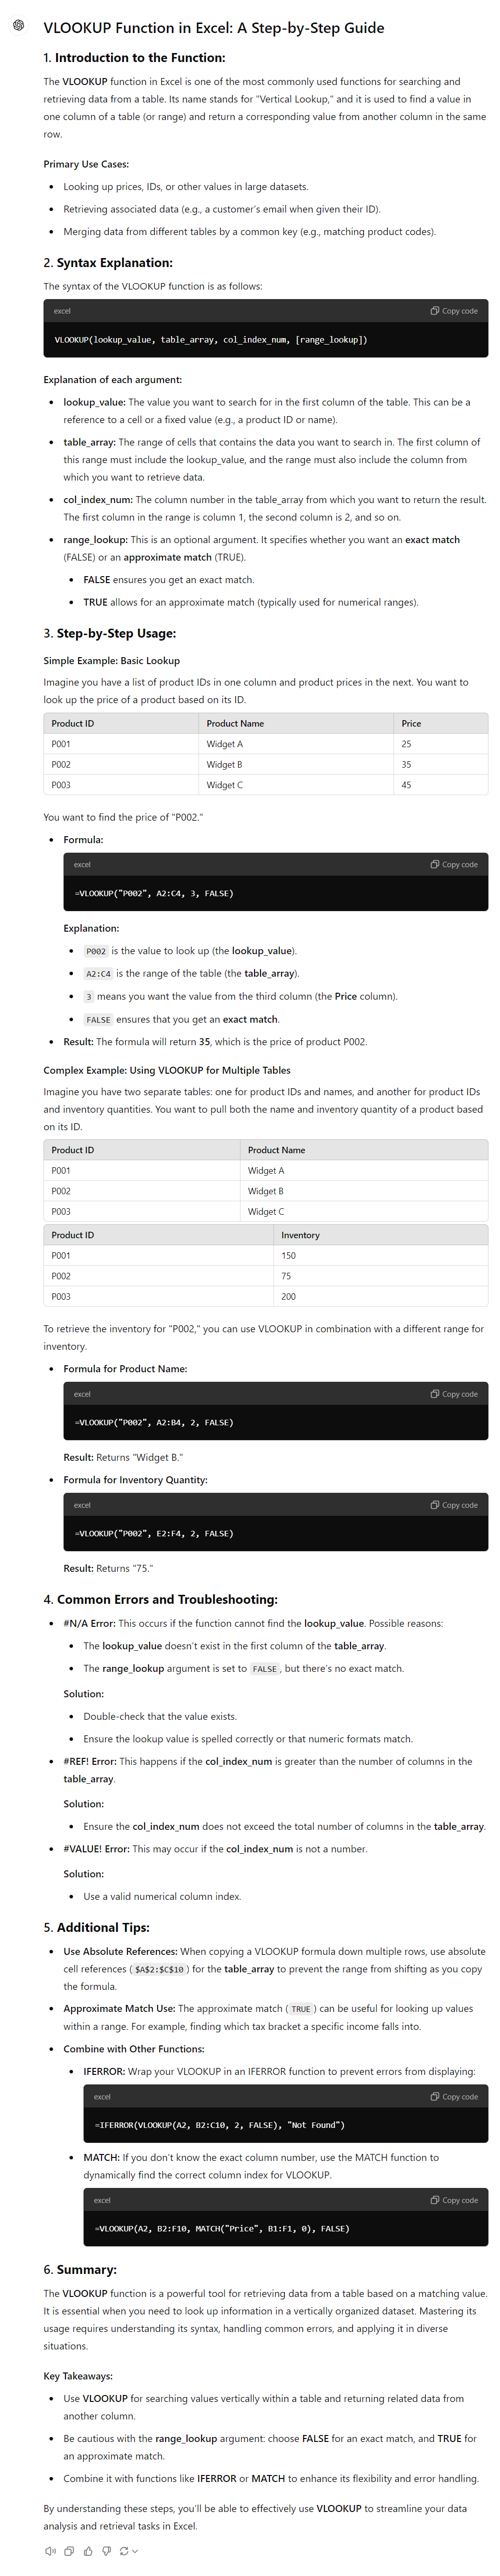 VLOOKUP Function in Excel: A Step-by-Step Guide
1. Introduction to the Function:
The VLOOKUP function in Excel is one of the most commonly used functions for searching and
retrieving data from a table. Its name stands for "Vertical Lookup," and it is used to find a value in
one column of a table (or range) and return a corresponding value from another column in the same
row.
Primary Use Cases:
• Looking up prices, IDs, or other values in large datasets.
• Retrieving associated data (e.g., a customer's email when given their ID).
• Merging data from different tables by a common key (e.g., matching product codes).
2. Syntax Explanation:
The syntax of the VLOOKUP function is as follows:
excel Copy code
VLOOKUP(lookup_value, table_array, col_index_num, [range_lookup])
Explanation of each argument:
• lookup_value: The value you want to search for in the first column of the table. This can be a
reference to a cell or a fixed value (e.g., a product ID or name).
• table_array: The range of cells that contains the data you want to search in. The first column of
this range must include the lookup_value, and the range must also include the column from
which you want to retrieve data.
• col_index_num: The column number in the table_array from which you want to return the result.
The first column in the range is column 1, the second column is 2, and so on.
• range_lookup: This is an optional argument. It specifies whether you want an exact match
(FALSE) or an approximate match (TRUE).
• FALSE ensures you get an exact match.
• TRUE allows for an approximate match (typically used for numerical ranges).
3. Step-by-Step Usage:
Simple Example: Basic Lookup
Imagine you have a list of product IDs in one column and product prices in the next. You want to
look up the price of a product based on its ID.
Product ID Product Name Price
P001 Widget A 25
P002 Widget B 35
P003 Widget C 45
You want to find the price of "P002."
• Formula:
excel Copy code
=VLOOKUP("P002", A2:C4, 3, FALSE)
Explanation:
• P002 is the value to look up (the lookup_value).
• A2:C4 is the range of the table (the table_array).
• 3 means you want the value from the third column (the Price column).
• FALSE ensures that you get an exact match.
• Result: The formula will return 35, which is the price of product P002.
Complex Example: Using VLOOKUP for Multiple Tables
Imagine you have two separate tables: one for product IDs and names, and another for product IDs
and inventory quantities. You want to pull both the name and inventory quantity of a product based
on its ID.
Product ID Product Name
P001 Widget A
P002 Widget B
P003 Widget C
Product ID Inventory
P001 150
P002 75
P003 200
To retrieve the inventory for "P002," you can use VLOOKUP in combination with a different range for
inventory.
• Formula for Product Name:
excel Copy code
=VLOOKUP("P002", A2:B4, 2, FALSE)
Result: Returns "Widget B."
• Formula for Inventory Quantity:
excel Copy code
=VLOOKUP("P002", E2:F4, 2, FALSE)
Result: Returns "75."
4. Common Errors and Troubleshooting:
• #N/A Error: This occurs if the function cannot find the lookup_value. Possible reasons:
• The lookup_value doesn't exist in the first column of the table_array.
• The range_lookup argument is set to FALSE, but there's no exact match.
Solution:
• Double-check that the value exists.
• Ensure the lookup value is spelled correctly or that numeric formats match.
• #REF! Error: This happens if the col_index_num is greater than the number of columns in the
table_array.
Solution:
• Ensure the col_index_num does not exceed the total number of columns in the table_array.
• #VALUE! Error: This may occur if the col_index_num is not a number.
Solution:
• Use a valid numerical column index.
5. Additional Tips:
• Use Absolute References: When copying a VLOOKUP formula down multiple rows, use absolute
cell references ($A$2:$C$10) for the table_array to prevent the range from shifting as you copy
the formula.
• Approximate Match Use: The approximate match (TRUE) can be useful for looking up values
within a range. For example, finding which tax bracket a specific income falls into.
• Combine with Other Functions:
• IFERROR: Wrap your VLOOKUP in an IFERROR function to prevent errors from displaying:
excel Copy code
=IFERROR(VLOOKUP(A2, B2:C10, 2, FALSE), "Not Found")
• MATCH: If you don't know the exact column number, use the MATCH function to
dynamically find the correct column index for VLOOKUP.
excel Copy code
=VLOOKUP(A2, B2:F10, MATCH("Price", B1:F1, 0), FALSE)
6. Summary:
The VLOOKUP function is a powerful tool for retrieving data from a table based on a matching value.
It is essential when you need to look up information in a vertically organized dataset. Mastering its
usage requires understanding its syntax, handling common errors, and applying it in diverse
situations.
Key Takeaways:
• Use VLOOKUP for searching values vertically within a table and returning related data from
another column.
• Be cautious with the range_lookup argument: choose FALSE for an exact match, and TRUE for
an approximate match.
• Combine it with functions like IFERROR or MATCH to enhance its flexibility and error handling.
By understanding these steps, you'll be able to effectively use VLOOKUP to streamline your data
analysis and retrieval tasks in Excel.